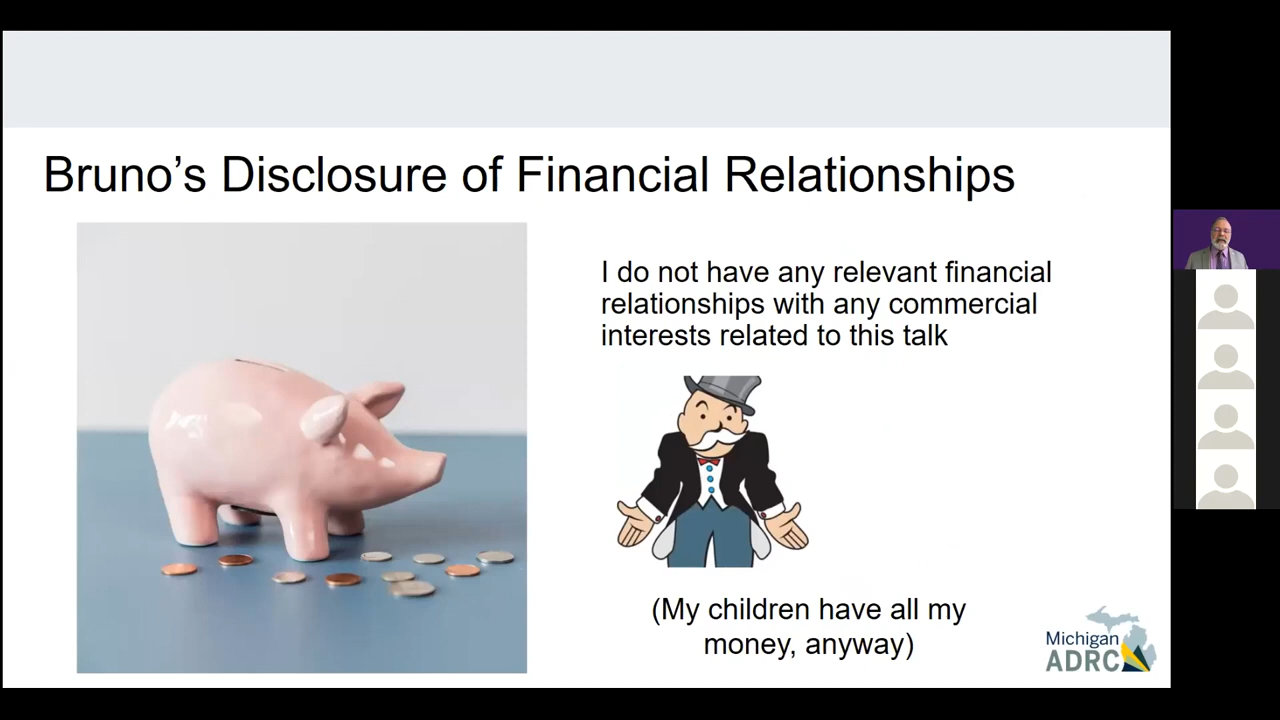 Bruno’s Disclosure of Financial Relationships
I do not have any relevant financial
relationships with any commercial
interests related to this talk
(My children have all my
money, anyway)
Michigan
ADRC